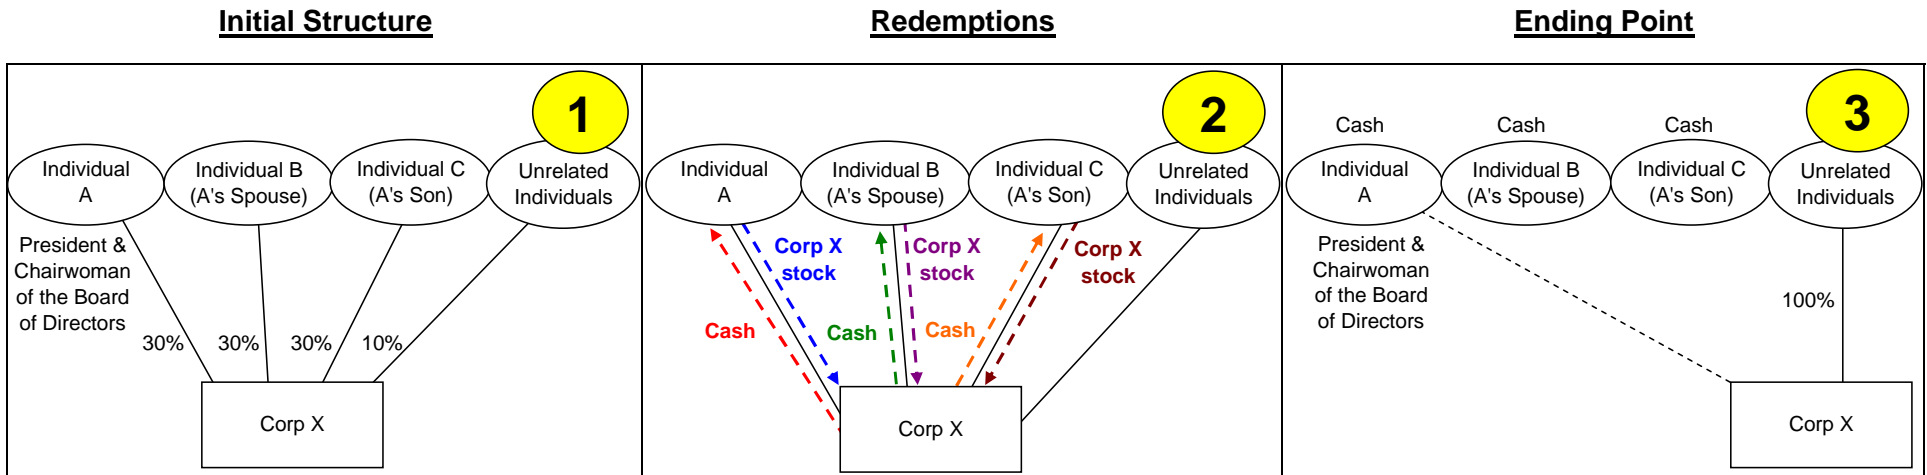 Initial Structure
Redemptions
Ending Point
1
Individual
A
Individual B
(A's Spouse)
Individual C
(A's Son)
Unrelated
Individuals
President &
Chairwoman
of the Board
of Directors
30%
30%
30%
10%
Corp X
2
Individual
A
Individual B
(A's Spouse)
Individual C
(A's Son)
Unrelated
Individuals
Corp X
stock
Corp X
stock
Corp X
stock
Cash
Cash
Cash
Corp X
3
Cash
Cash
Cash
Individual
A
Individual B
(A's Spouse)
Individual C
(A's Son)
Unrelated
Individuals
President &
Chairwoman
of the Board
of Directors
100%
Corp X